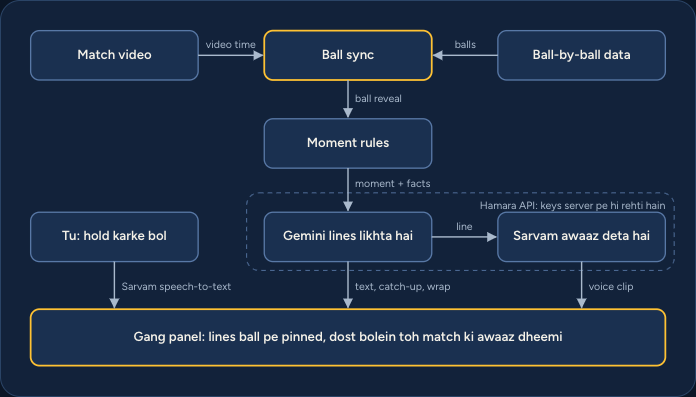 Match video
video time
Ball sync
balls
Ball-by-ball data
ball reveal
Moment rules
moment + facts
Hamara API: keys server pe hi rehti hain
Tu: hold karke bol
Gemini lines likhta hai
line
Sarvam awaaz deta hai
Sarvam speech-to-text
text, catch-up, wrap
voice clip
Gang panel: lines ball pe pinned, dost bolein toh match ki awaaz dheemi